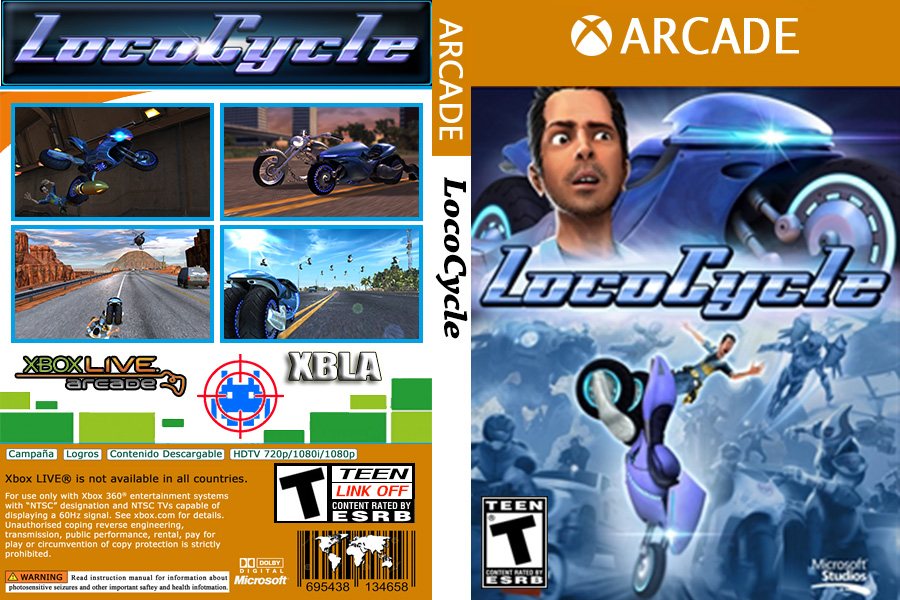 LocoCycle
XBOX LIVE
arcade
XBLA
Campaña Logros Contenido Descargable HDTV 720p/1080i/1080p
Xbox LIVE® is not available in all countries.
For use only with Xbox 360® entertainment systems
with "NTSC" designation and NTSC TVs capable of
displaying a 60Hz signal. See xbox.com for details.
Unauthorised coping reverse engineering,
transmission, public performance, rental, pay for
play or circumvention of copy protection is strictly
prohibited.
WARNING Read instruction manual for information about
photosensitive seizures and other important saftey and health infotmation.
T
TEEN
LINK OFF
CONTENT RATED BY
ESRB
DOLBY
DIGITAL
Microsoft
695438 134658
ARCADE
LocoCycle
XBOX ARCADE
LocoCycle
TEEN
T
CONTENT RATED BY
ESRB
Microsoft
Studios